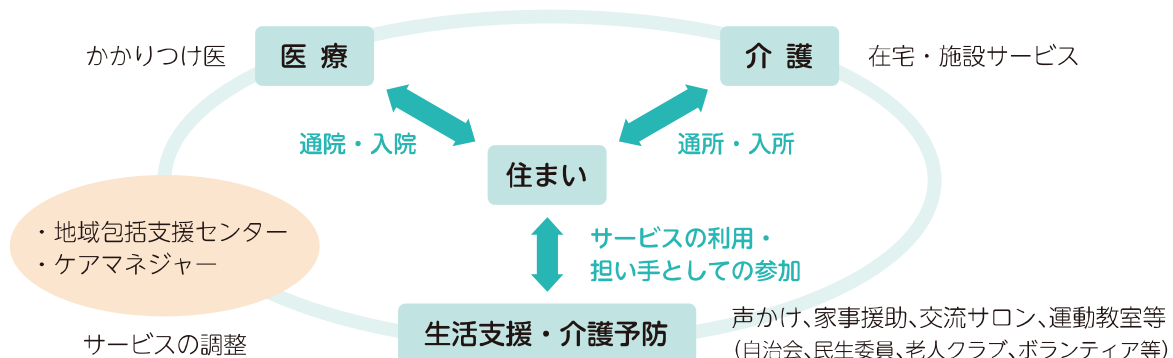 かかりつけ医
医療
介護
在宅・施設サービス
通院・入院
通所・入所
住まい
・地域包括支援センター
・ケアマネジャー
サービスの利用・
担い手としての参加
サービスの調整
生活支援・介護予防
声かけ、家事援助、交流サロン、運動教室等
(自治会、民生委員、老人クラブ、ボランティア等)